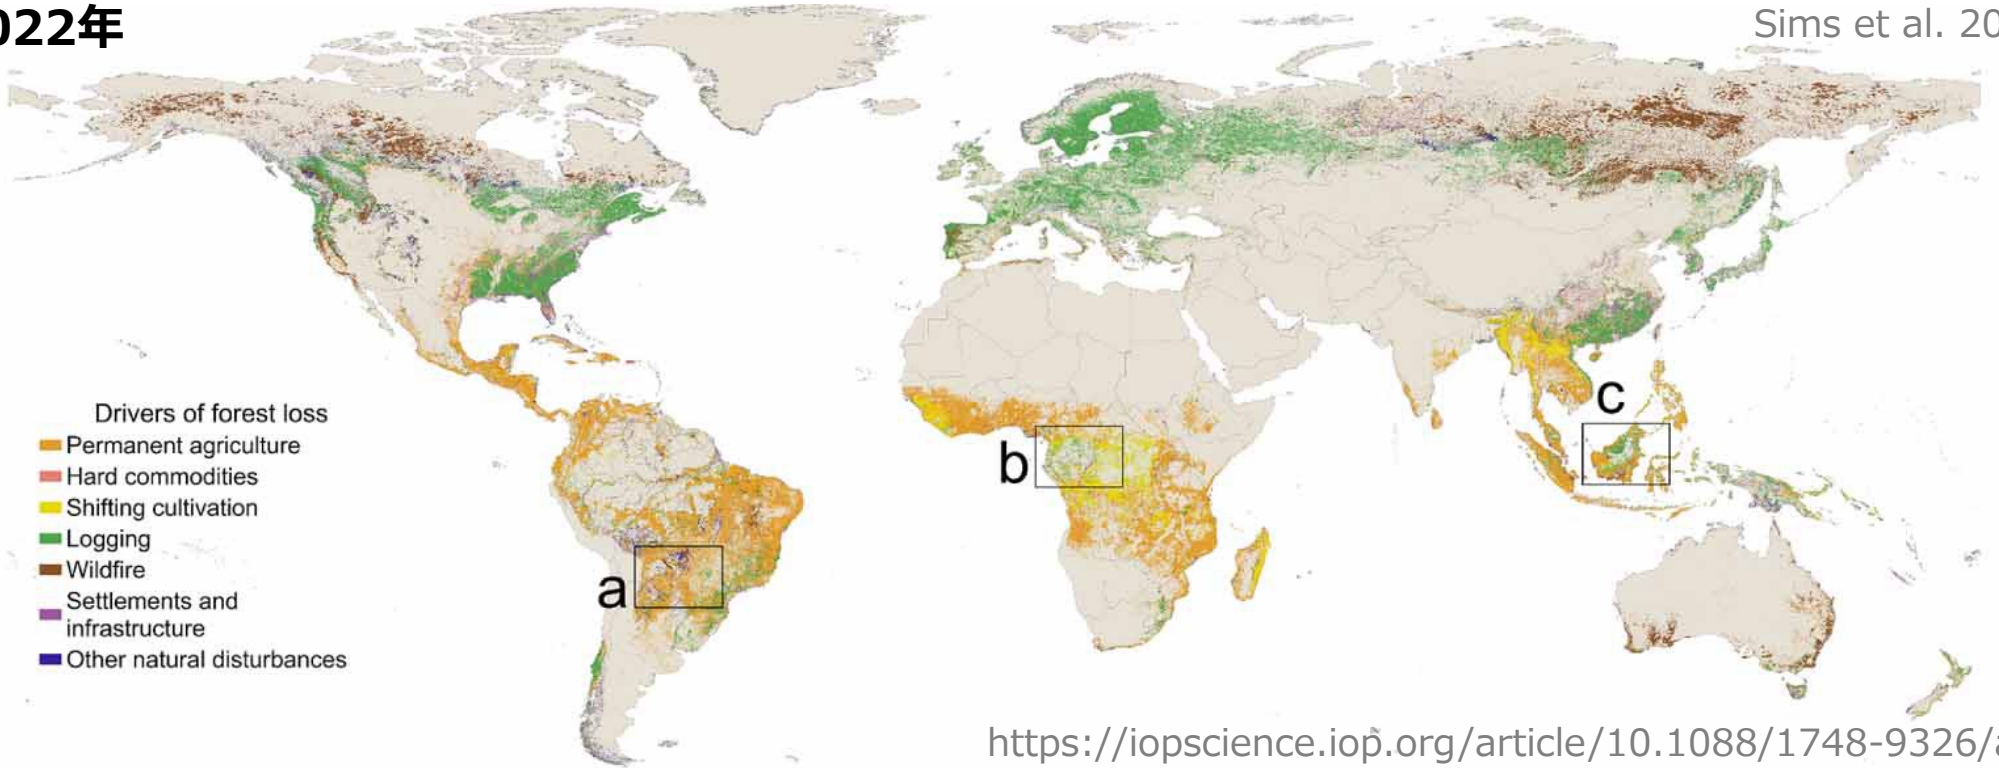 022年
Sims et al. 20
c
b
Drivers of forest loss
Permanent agriculture
Hard commodities
Shifting cultivation
Logging
Wildfire
Settlements and
infrastructure
Other natural disturbances
a
https://iopscience.iop.org/article/10.1088/1748-9326/